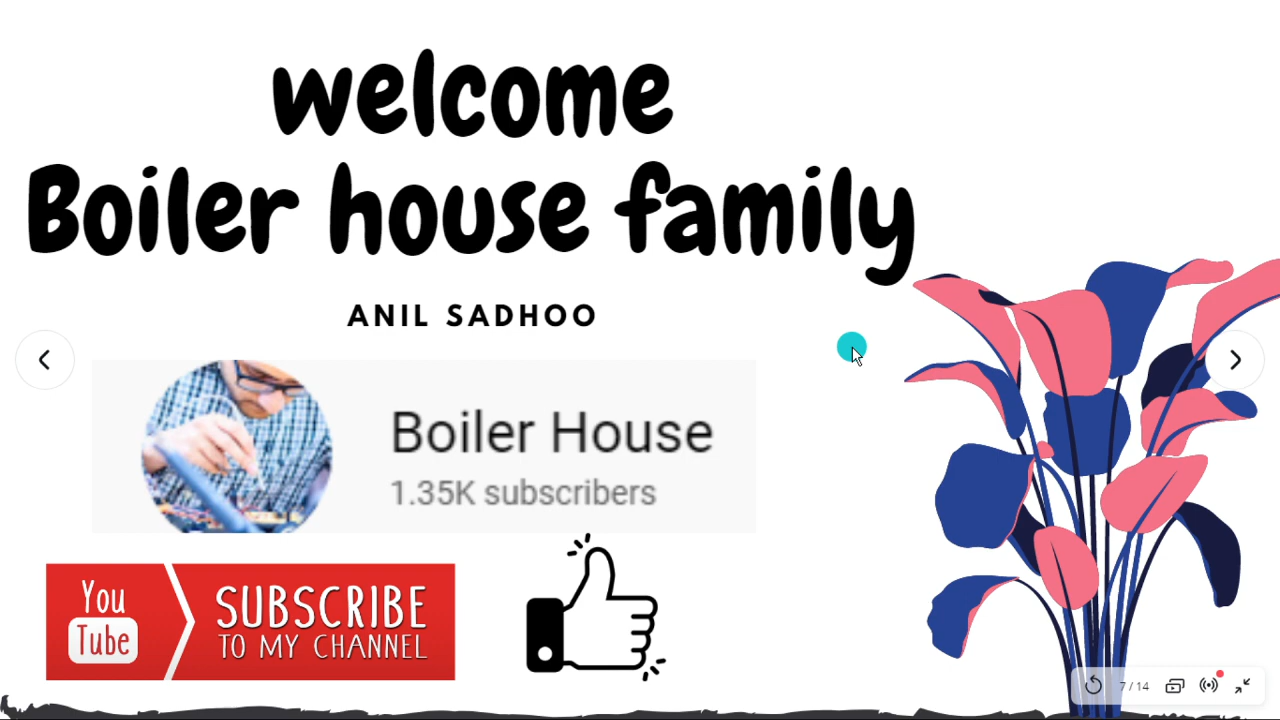 welcome
Boiler house family
ANIL SADHOO
Boiler House
1.35K subscribers
You
Tube
SUBSCRIBE
TO MY CHANNEL
7 / 14